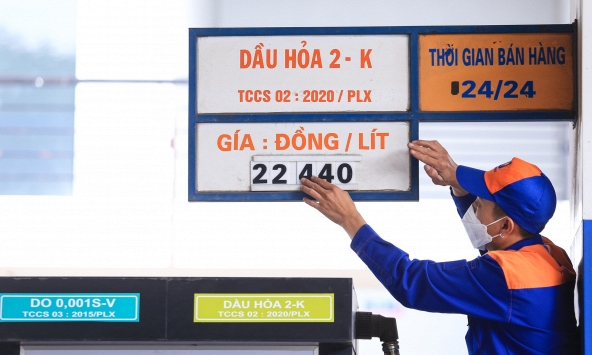 DẦU HỎA 2 - K
TCCS 02 : 2020 / PLX
THỜI GIAN BÁN HÀNG
24/24
GÍA : ĐỒNG / LÍT
22 440
DO 0,001S-V
TCCS 03 : 2015/PLX
DẦU HỎA 2-K
TCCS 02 : 2020/PLX